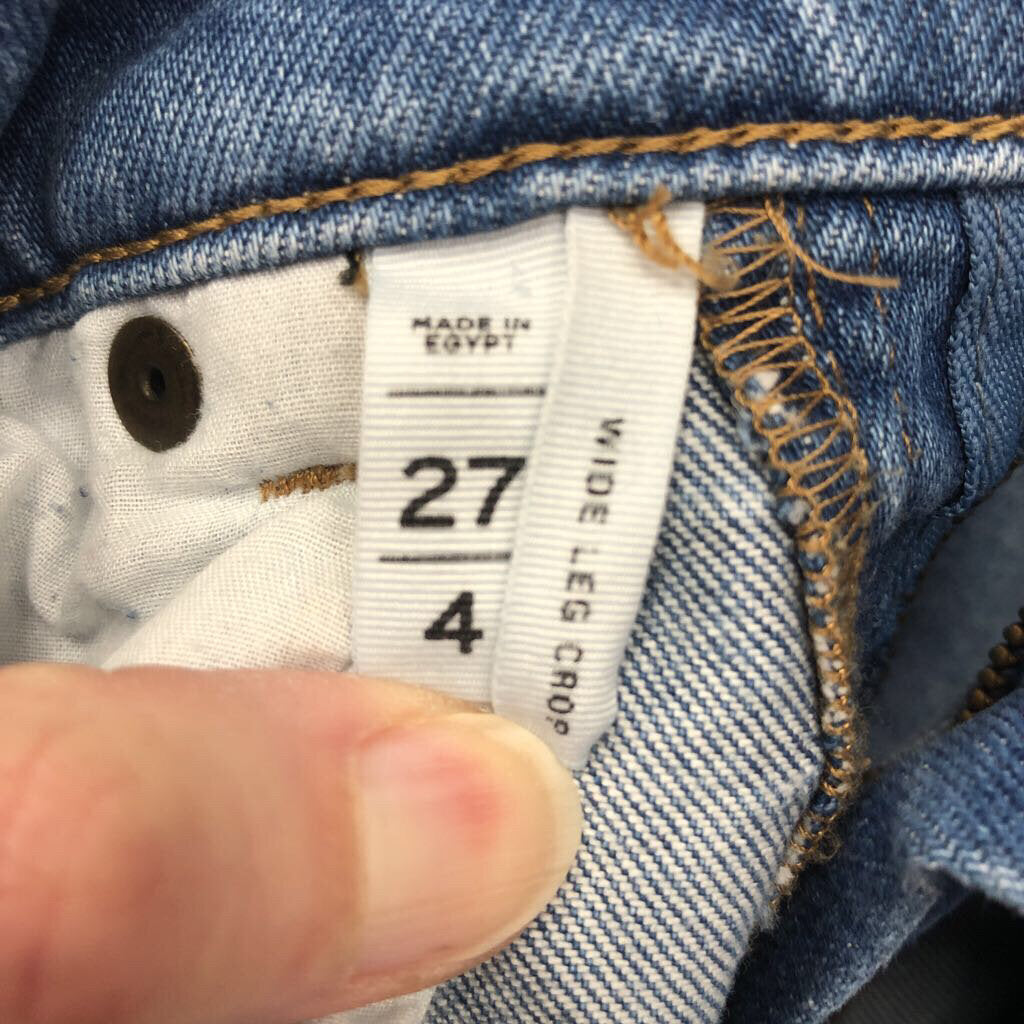 MADE IN
EGYPT
27
4
WIDE LEG CROP